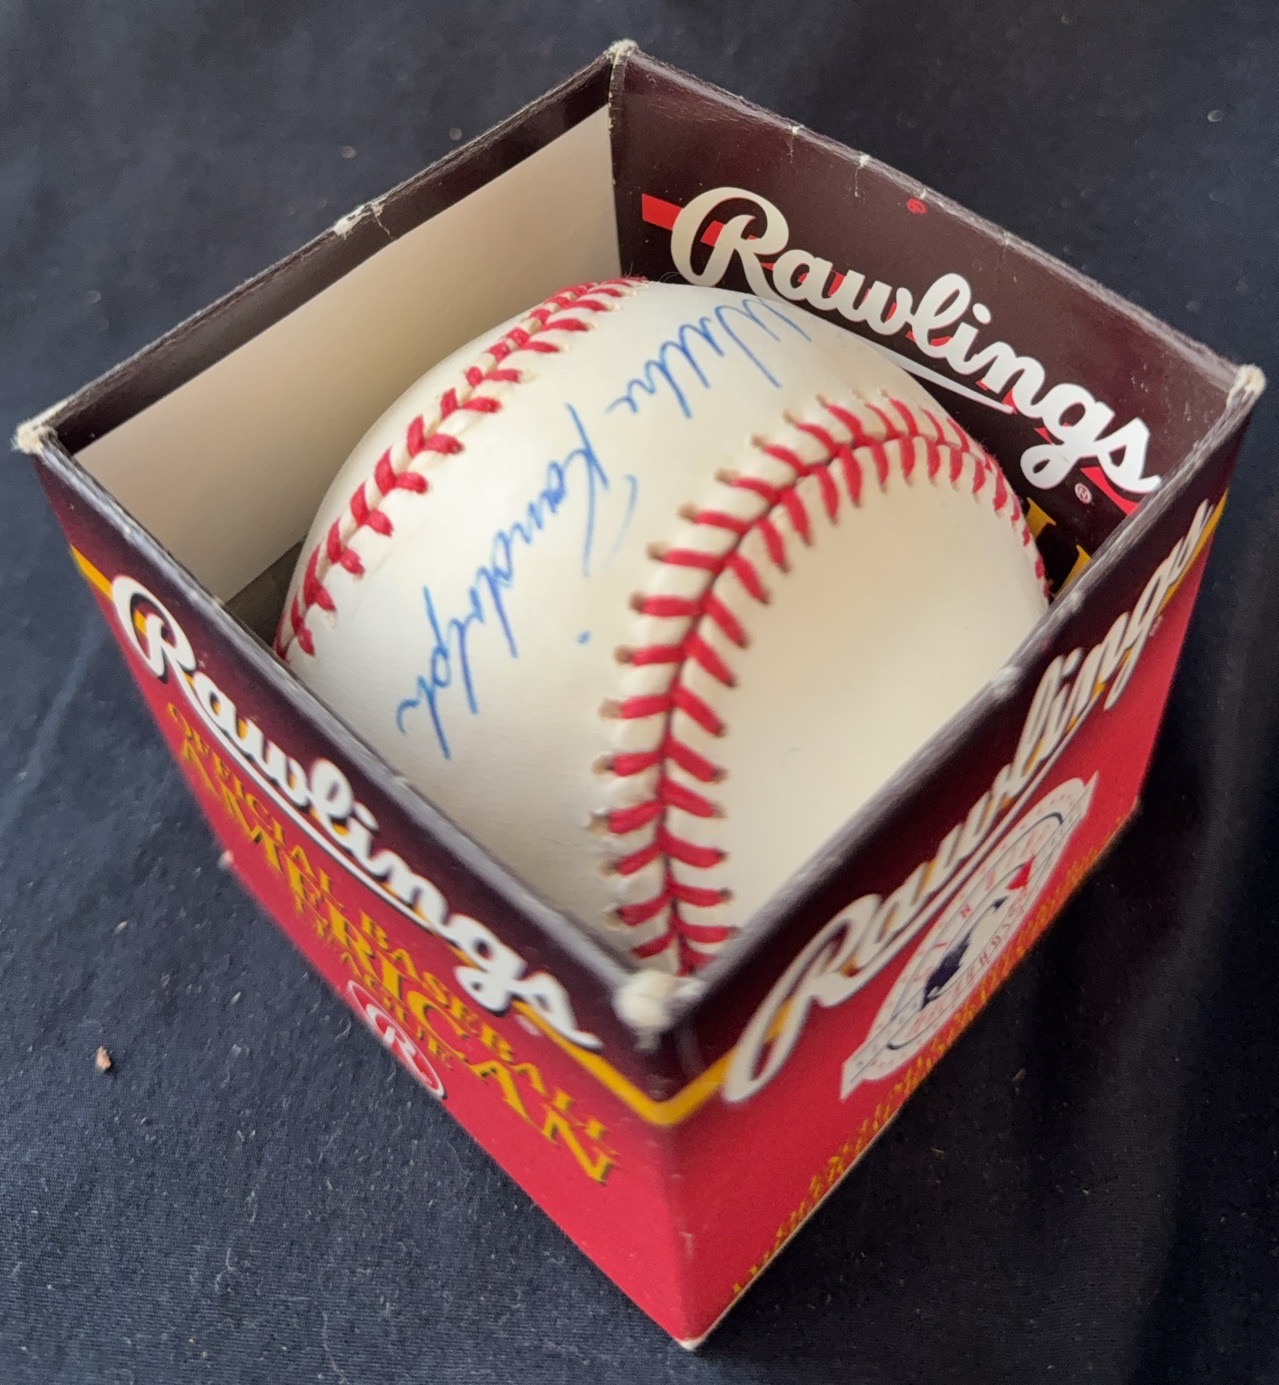 Rawlings
Willie Randolph
Rawlings
OFFICIAL BASEBALL
AMERICAN
LEAGUE
R
Rawlings